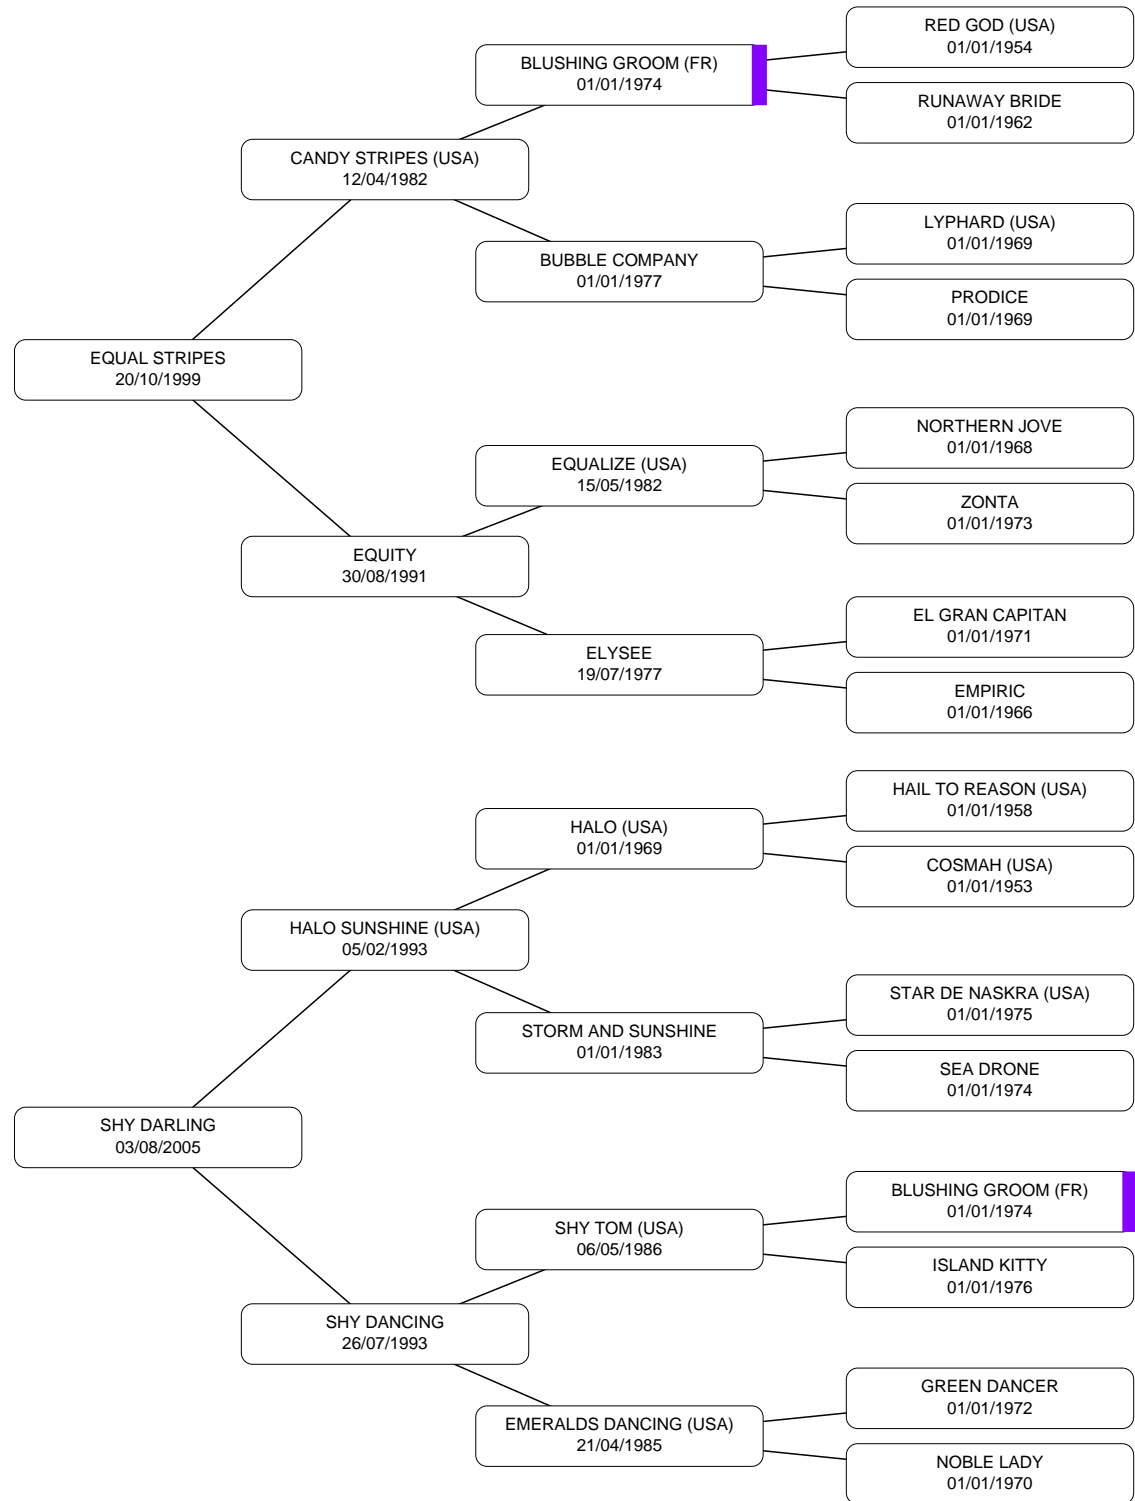 RED GOD (USA)
01/01/1954
BLUSHING GROOM (FR)
01/01/1974
RUNAWAY BRIDE
01/01/1962
CANDY STRIPES (USA)
12/04/1982
LYPHARD (USA)
01/01/1969
BUBBLE COMPANY
01/01/1977
PRODICE
01/01/1969
EQUAL STRIPES
20/10/1999
NORTHERN JOVE
01/01/1968
EQUALIZE (USA)
15/05/1982
ZONTA
01/01/1973
EQUITY
30/08/1991
EL GRAN CAPITAN
01/01/1971
ELYSEE
19/07/1977
EMPIRIC
01/01/1966
HAIL TO REASON (USA)
01/01/1958
HALO (USA)
01/01/1969
COSMAH (USA)
01/01/1953
HALO SUNSHINE (USA)
05/02/1993
STAR DE NASKRA (USA)
01/01/1975
STORM AND SUNSHINE
01/01/1983
SEA DRONE
01/01/1974
SHY DARLING
03/08/2005
BLUSHING GROOM (FR)
01/01/1974
SHY TOM (USA)
06/05/1986
ISLAND KITTY
01/01/1976
SHY DANCING
26/07/1993
GREEN DANCER
01/01/1972
EMERALDS DANCING (USA)
21/04/1985
NOBLE LADY
01/01/1970